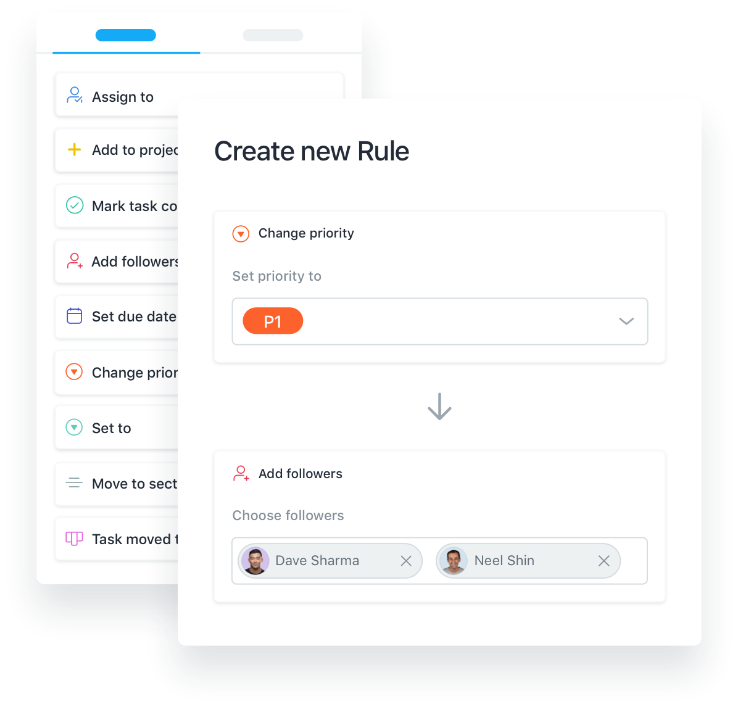 Assign to
Add to projec
Mark task co
Add followers
Set due date
Change prior
Set to
Move to sect
Task moved t
Create new Rule
Change priority
Set priority to
P1
Add followers
Choose followers
Dave Sharma
Neel Shin